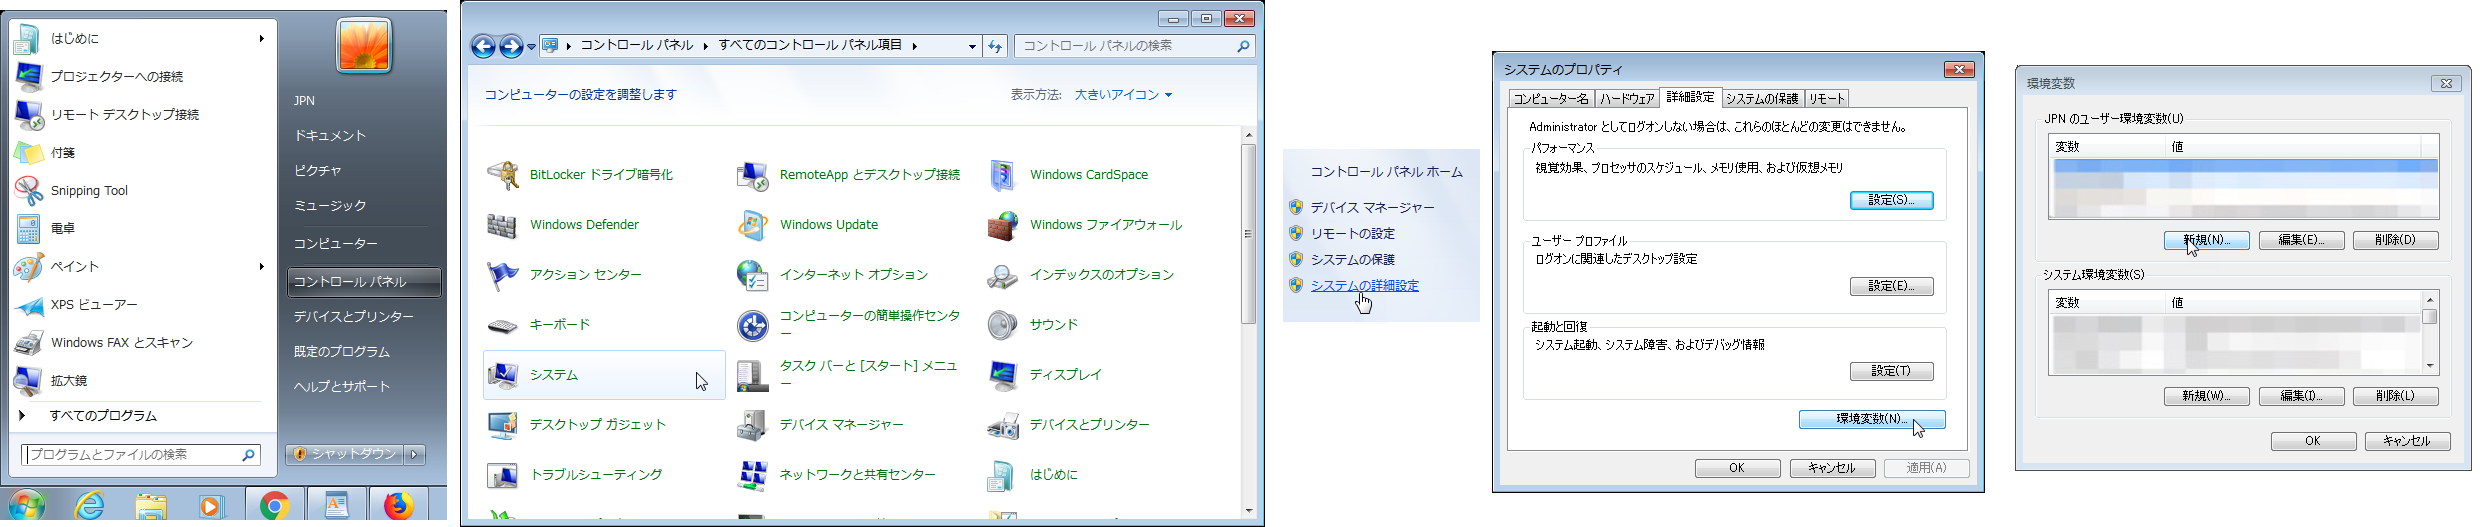 はじめに
プロジェクターへの接続
リモート デスクトップ接続
付箋
Snipping Tool
電卓
ペイント
XPS ビューアー
Windows FAX とスキャン
拡大鏡
すべてのプログラム
プログラムとファイルの検索
JPN
ドキュメント
ピクチャ
ミュージック
コンピューター
コントロール パネル
デバイスとプリンター
既定のプログラム
ヘルプとサポート
シャットダウン
コントロール パネル ▸ すべてのコントロール パネル項目 ▸
コントロール パネルの検索
コンピューターの設定を調整します
表示方法: 大きいアイコン
BitLocker ドライブ暗号化
RemoteApp とデスクトップ接続
Windows CardSpace
Windows Defender
Windows Update
Windows ファイアウォール
アクション センター
インターネット オプション
インデックスのオプション
キーボード
コンピューターの簡単操作センター
サウンド
システム
タスク バーと [スタート] メニュー
ディスプレイ
デスクトップ ガジェット
デバイス マネージャー
デバイスとプリンター
トラブルシューティング
ネットワークと共有センター
はじめに
コントロール パネル ホーム
デバイス マネージャー
リモートの設定
システムの保護
システムの詳細設定
システムのプロパティ
コンピューター名 ハードウェア 詳細設定 システムの保護 リモート
Administrator としてログオンしない場合は、これらのほとんどの変更はできません。
パフォーマンス
視覚効果、プロセッサのスケジュール、メモリ使用、および仮想メモリ
設定(S)...
ユーザー プロファイル
ログオンに関連したデスクトップ設定
設定(E)...
起動と回復
システム起動、システム障害、およびデバッグ情報
設定(T)
環境変数(N)...
OK キャンセル 適用(A)
環境変数
JPN のユーザー環境変数(U)
変数 値
新規(N)... 編集(E)... 削除(D)
システム環境変数(S)
変数 値
新規(W)... 編集(I)... 削除(L)
OK キャンセル